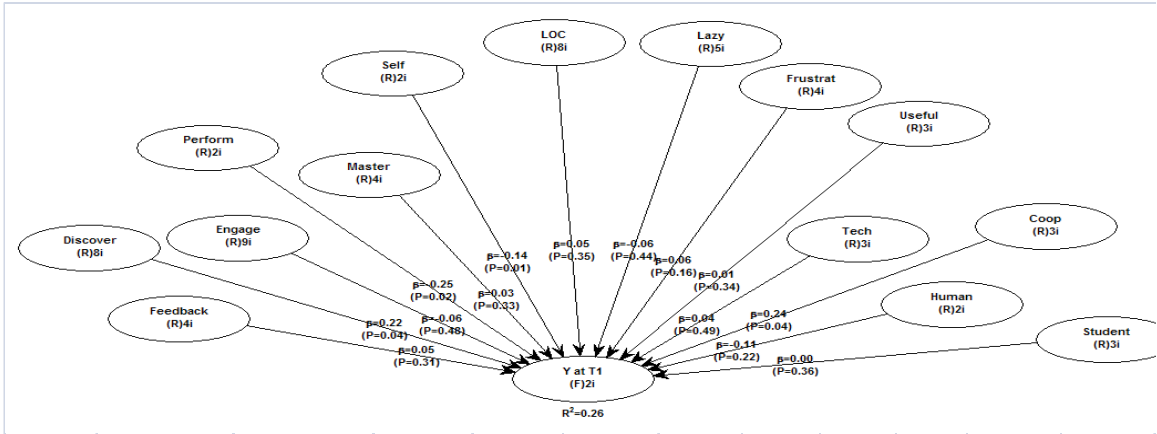 LOC
(R)8i
Lazy
(R)5i
Self
(R)2i
Frustrat
(R)4i
Useful
(R)3i
Perform
(R)2i
Master
(R)4i
Coop
(R)3i
Engage
(R)9i
Tech
(R)3i
Discover
(R)8i
Human
(R)2i
Feedback
(R)4i
Student
(R)3i
β=-0.14
(P=0.01)
β=0.05
(P=0.35)
β=-0.06
(P=0.44)
β=0.06
(P=0.16)
β=0.01
(P=0.34)
β=-0.25
(P=0.02)
β=0.03
(P=0.33)
β=0.22
(P=0.04)
β=-0.06
(P=0.48)
β=0.04
(P=0.49)
β=0.24
(P=0.04)
β=0.05
(P=0.31)
β=-0.11
(P=0.22)
β=0.00
(P=0.36)
Y at T1
(F)2i
R²=0.26